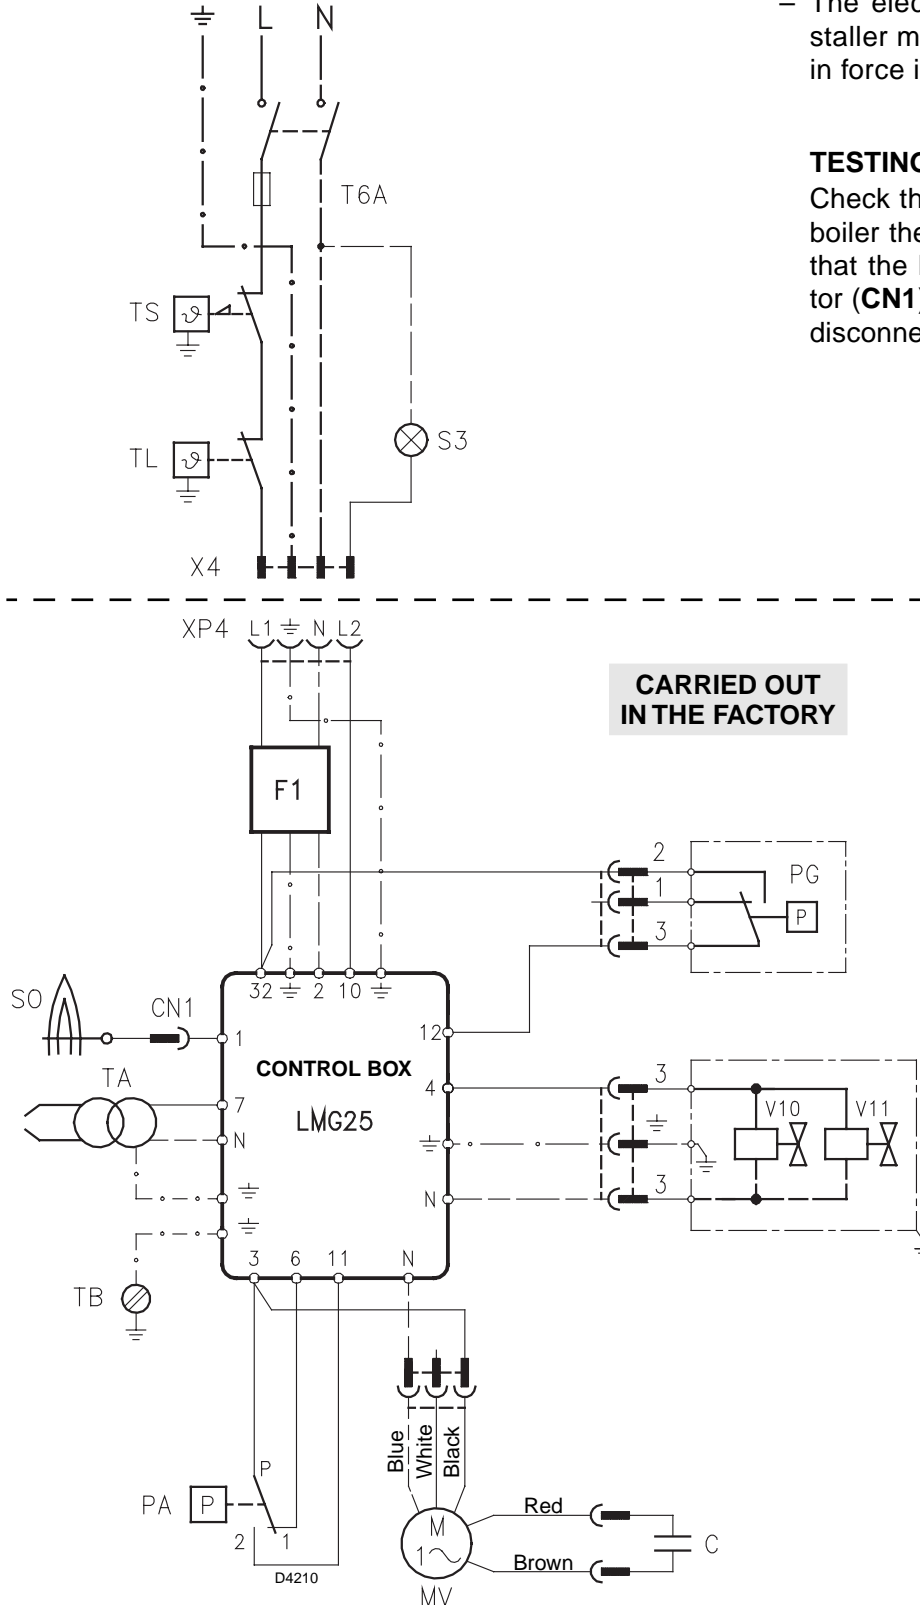 L N
– The elec
staller m
in force i
TESTING
Check th
boiler the
that the
tor (CN1)
disconne
T6A
TS
ϑ
TL
ϑ
S3
X4
XP4 L1 N L2
CARRIED OUT
IN THE FACTORY
F1
2
1
3
PG
P
32 2 10
SO
CN1
1
12
CONTROL BOX
LMG25
TA
7
N
4
N
3
3
V10
V11
3 6 11 N
TB
Blue
White
Black
P
PA
P
2
1
D4210
M
1
MV
Red
Brown
C